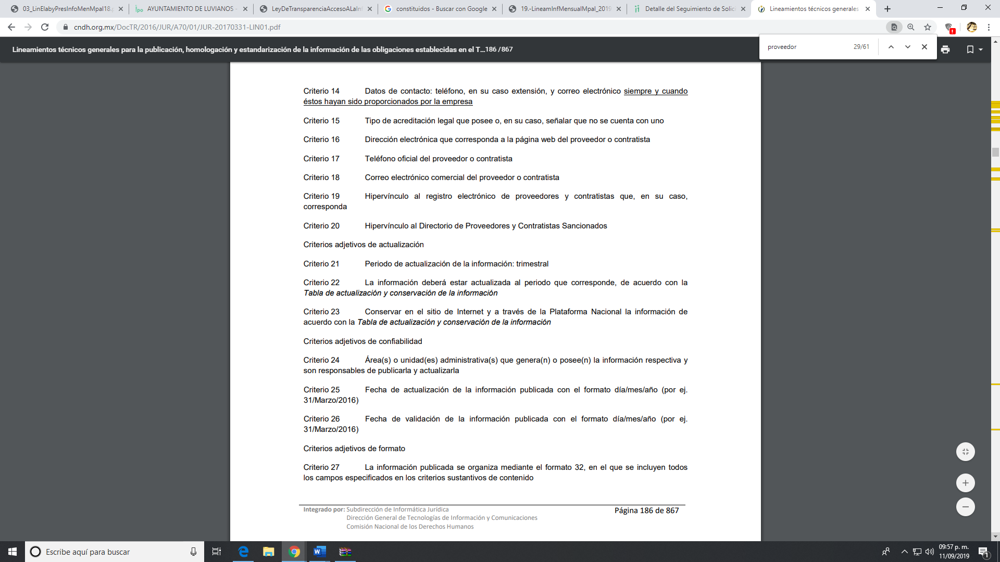 03_LinElabyPresInfoMenMpal18.p
AYUNTAMIENTO DE LUVIANOS -
LeyDeTransparenciaAccesoALaInf
constituidos - Buscar con Google
19.-LineamInfMensualMpal_2019
Detalle del Seguimiento de Solic
Lineamientos técnicos generales
cndh.org.mx/DocTR/2016/JUR/A70/01/JUR-20170331-LIN01.pdf
Lineamientos técnicos generales para la publicación, homologación y estandarización de la información de las obligaciones establecidas en el T... 186 / 867
proveedor 29/61
Criterio 14 Datos de contacto: teléfono, en su caso extensión, y correo electrónico siempre y cuando
éstos hayan sido proporcionados por la empresa
Criterio 15 Tipo de acreditación legal que posee o, en su caso, señalar que no se cuenta con uno
Criterio 16 Dirección electrónica que corresponda a la página web del proveedor o contratista
Criterio 17 Teléfono oficial del proveedor o contratista
Criterio 18 Correo electrónico comercial del proveedor o contratista
Criterio 19 Hipervínculo al registro electrónico de proveedores y contratistas que, en su caso,
corresponda
Criterio 20 Hipervínculo al Directorio de Proveedores y Contratistas Sancionados
Criterios adjetivos de actualización
Criterio 21 Periodo de actualización de la información: trimestral
Criterio 22 La información deberá estar actualizada al periodo que corresponde, de acuerdo con la
Tabla de actualización y conservación de la información
Criterio 23 Conservar en el sitio de Internet y a través de la Plataforma Nacional la información de
acuerdo con la Tabla de actualización y conservación de la información
Criterios adjetivos de confiabilidad
Criterio 24 Área(s) o unidad(es) administrativa(s) que genera(n) o posee(n) la información respectiva y
son responsables de publicarla y actualizarla
Criterio 25 Fecha de actualización de la información publicada con el formato día/mes/año (por ej.
31/Marzo/2016)
Criterio 26 Fecha de validación de la información publicada con el formato día/mes/año (por ej.
31/Marzo/2016)
Criterios adjetivos de formato
Criterio 27 La información publicada se organiza mediante el formato 32, en el que se incluyen todos
los campos especificados en los criterios sustantivos de contenido
Integrado por: Subdirección de Informática Jurídica
Página 186 de 867
Dirección General de Tecnologías de Información y Comunicaciones
Comisión Nacional de los Derechos Humanos
Escribe aquí para buscar
09:57 p. m.
11/09/2019
1